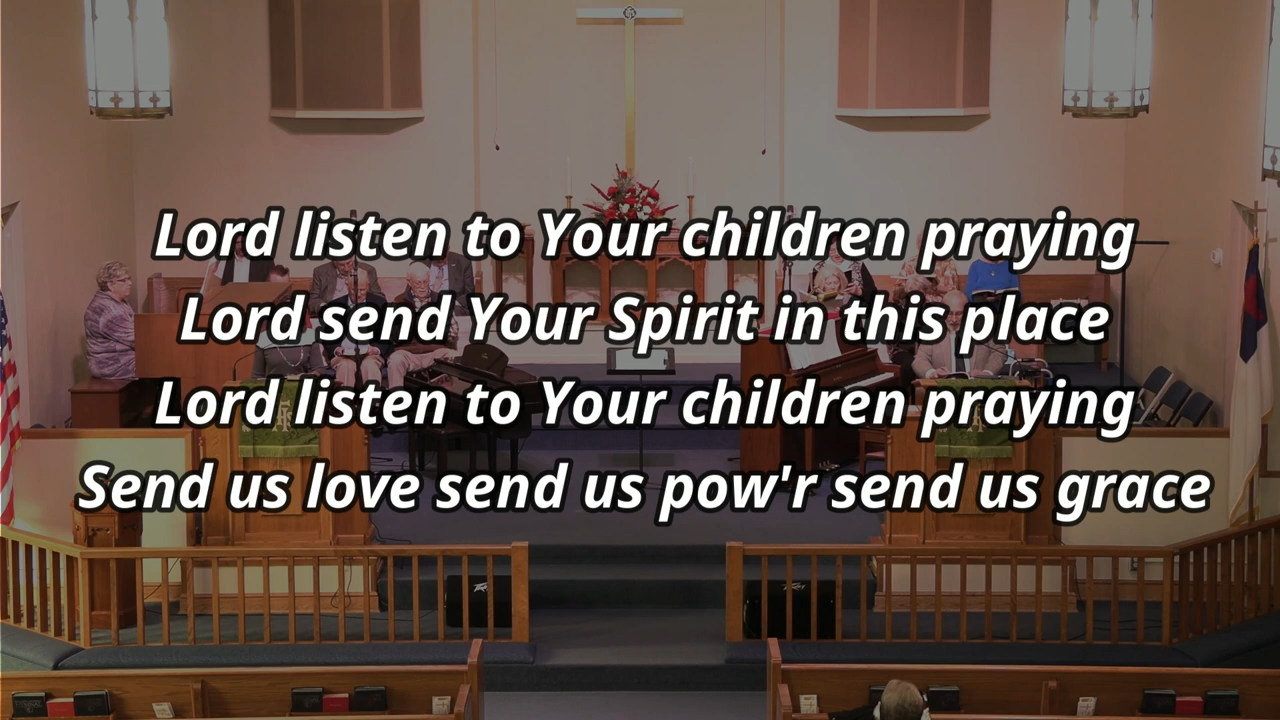 Lord listen to Your children praying
Lord send Your Spirit in this place
Lord listen to Your children praying
Send us love send us pow'r send us grace